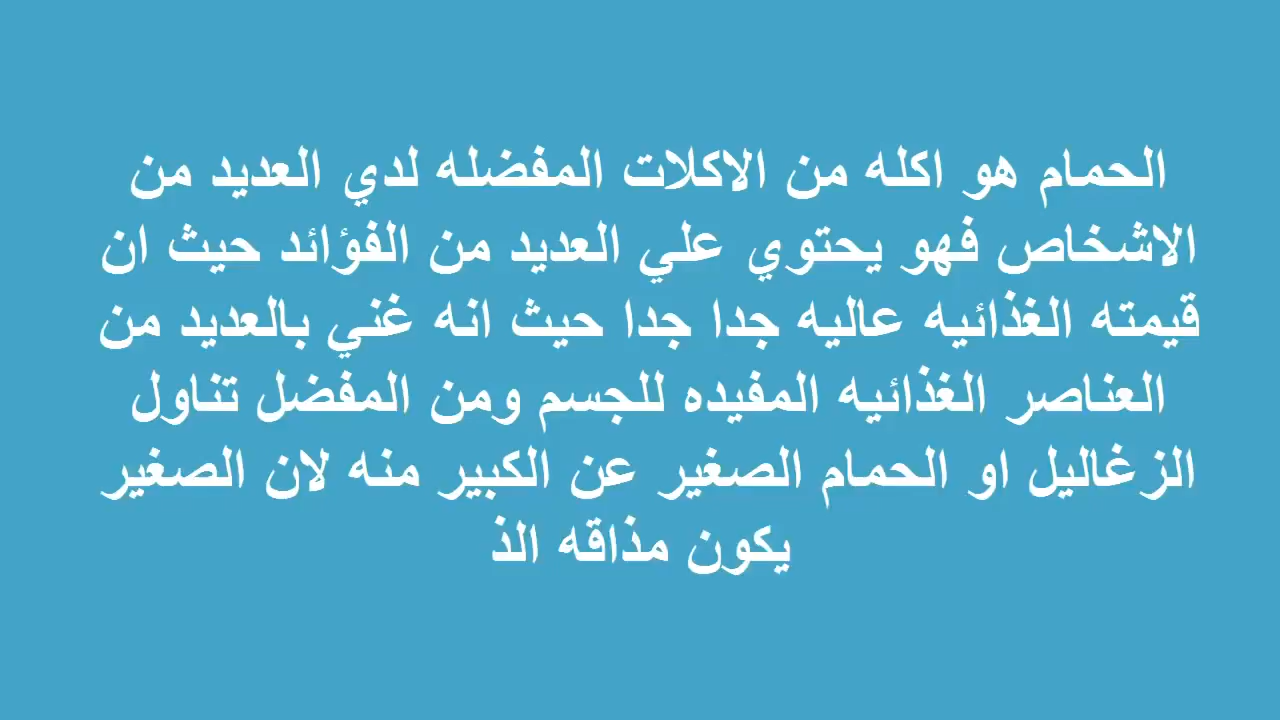 الحمام هو اكله من الاكلات المفضله لدي العديد من
الاشخاص فهو يحتوي علي العديد من الفؤائد حيث ان
قيمته الغذائيه عاليه جدا جدا حيث انه غني بالعديد من
العناصر الغذائيه المفيده للجسم ومن المفضل تناول
الزغاليل او الحمام الصغير عن الكبير منه لان الصغير
يكون مذاقه الذ